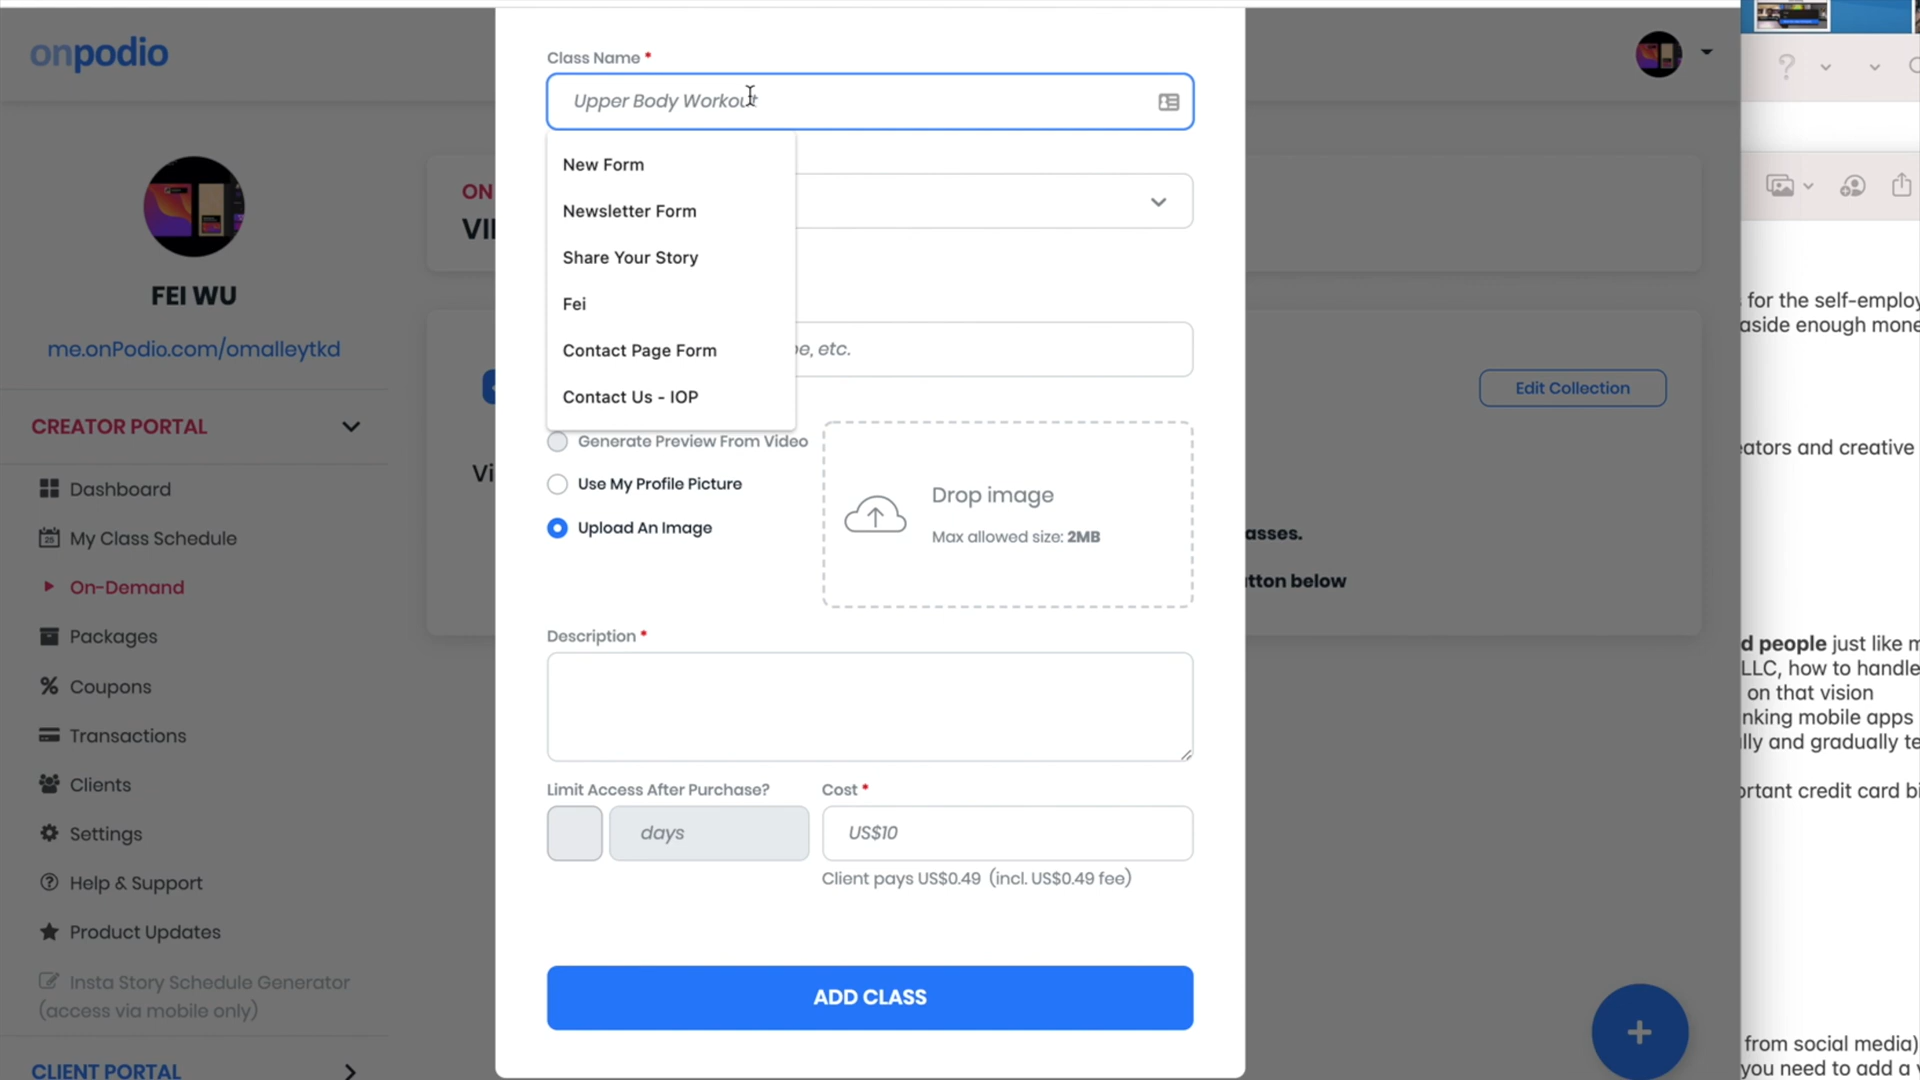 onpodio
FEI WU
me.onPodio.com/omalleytkd
CREATOR PORTAL
Dashboard
My Class Schedule
On-Demand
Packages
Coupons
Transactions
Clients
Settings
Help & Support
Product Updates
Insta Story Schedule Generator
(access via mobile only)
CLIENT PORTAL
ON
Edit Collection
asses.
tton below
Class Name *
Upper Body Workout
New Form
Newsletter Form
Share Your Story
Fei
Contact Page Form
Contact Us - IOP
e, etc.
Generate Preview From Video
Use My Profile Picture
Upload An Image
Drop image
Max allowed size: 2MB
Description *
Limit Access After Purchase?
days
Cost *
US$10
Client pays US$0.49 (incl. US$0.49 fee)
ADD CLASS
for the self-employ
aside enough mone
ators and creative
d people just like m
LLC, how to handle
on that vision
nking mobile apps
lly and gradually te
ortant credit card bi
from social media)
you need to add a